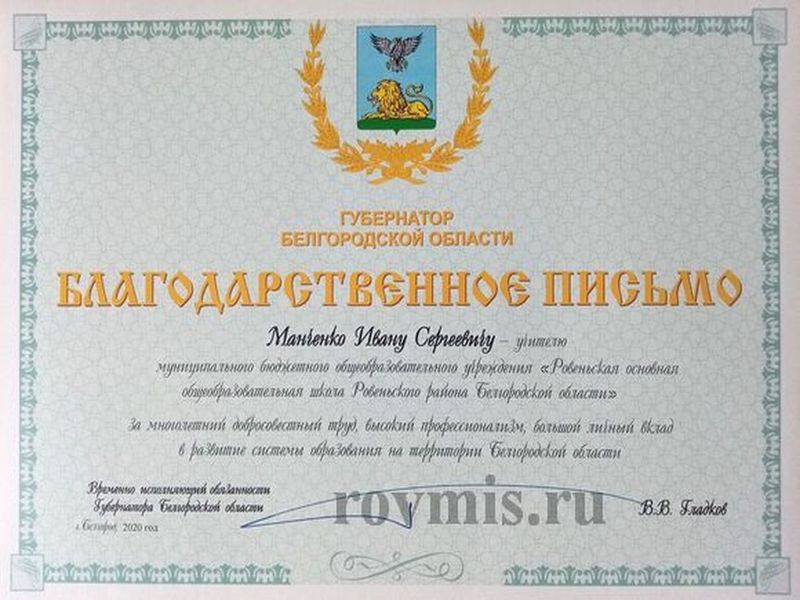 ГУБЕРНАТОР
БЕЛГОРОДСКОЙ ОБЛАСТИ
БЛАГОДАРСТВЕННОЕ ПИСЬМО
Манченко Ивану Сергеевичу – учителю
муниципального бюджетного общеобразовательного учреждения «Ровеньская основная
общеобразовательная школа Ровеньского района Белгородской области»
за многолетний добросовестный труд, высокий профессионализм, большой личный вклад
в развитие системы образования на территории Белгородской области
Временно исполняющий обязанности
Губернатора Белгородской области
В.В. Гладков
г. Белгород, 2020 год
roymis.ru